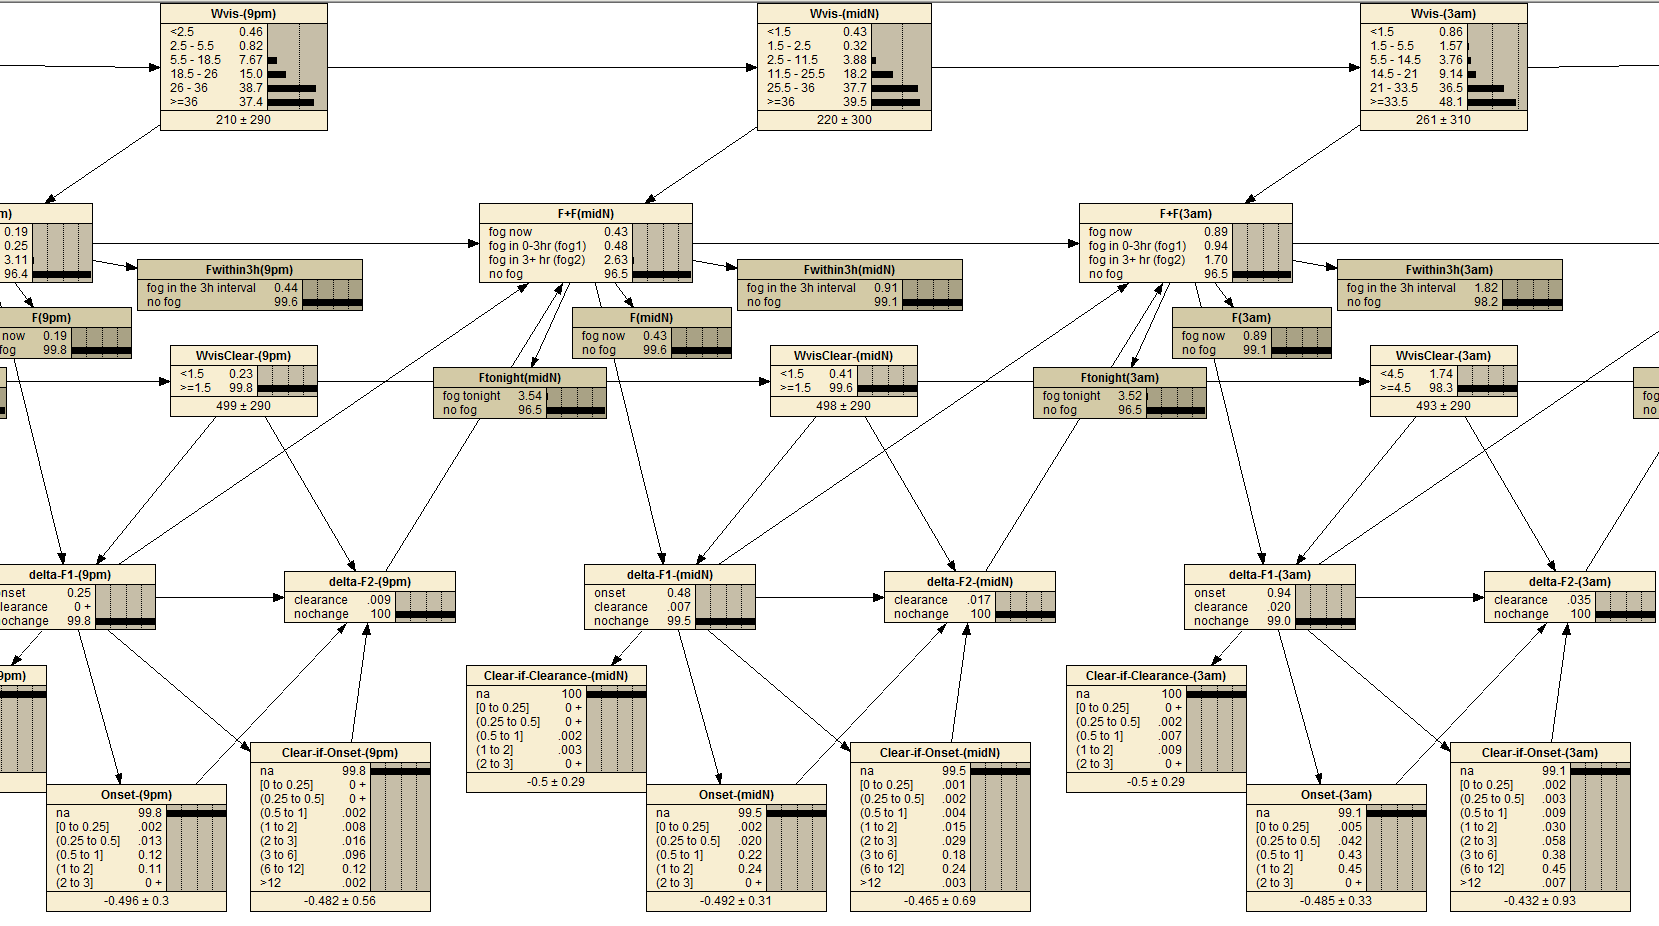 Wvis-(9pm)
<2.5 0.46
2.5 - 5.5 0.82
5.5 - 18.5 7.67
18.5 - 26 15.0
26 - 36 38.7
>=36 37.4
210 ± 290
Wvis-(midN)
<1.5 0.43
1.5 - 2.5 0.32
2.5 - 11.5 3.88
11.5 - 25.5 18.2
25.5 - 36 37.7
>=36 39.5
220 ± 300
Wvis-(3am)
<1.5 0.86
1.5 - 5.5 1.57
5.5 - 14.5 3.76
14.5 - 21 9.14
21 - 33.5 36.5
>=33.5 48.1
261 ± 310
m)
0.19
0.25
3.11
96.4
F+F(midN)
fog now 0.43
fog in 0-3hr (fog1) 0.48
fog in 3+ hr (fog2) 2.63
no fog 96.5
F+F(3am)
fog now 0.89
fog in 0-3hr (fog1) 0.94
fog in 3+ hr (fog2) 1.70
no fog 96.5
Fwithin3h(9pm)
fog in the 3h interval 0.44
no fog 99.6
Fwithin3h(midN)
fog in the 3h interval 0.91
no fog 99.1
Fwithin3h(3am)
fog in the 3h interval 1.82
no fog 98.2
F(9pm)
now 0.19
fog 99.8
F(midN)
fog now 0.43
no fog 99.6
F(3am)
fog now 0.89
no fog 99.1
WvisClear-(9pm)
<1.5 0.23
>=1.5 99.8
499 ± 290
WvisClear-(midN)
<1.5 0.41
>=1.5 99.6
498 ± 290
WvisClear-(3am)
<4.5 1.74
>=4.5 98.3
493 ± 290
Ftonight(midN)
fog tonight 3.54
no fog 96.5
Ftonight(3am)
fog tonight 3.52
no fog 96.5
fog
no
delta-F1-(9pm)
onset 0.25
learance 0 +
nochange 99.8
delta-F2-(9pm)
clearance .009
nochange 100
delta-F1-(midN)
onset 0.48
clearance .007
nochange 99.5
delta-F2-(midN)
clearance .017
nochange 100
delta-F1-(3am)
onset 0.94
clearance .020
nochange 99.0
delta-F2-(3am)
clearance .035
nochange 100
9pm)
Clear-if-Clearance-(midN)
na 100
[0 to 0.25] 0 +
(0.25 to 0.5] 0 +
(0.5 to 1] .002
(1 to 2] .003
(2 to 3] 0 +
-0.5 ± 0.29
Clear-if-Clearance-(3am)
na 100
[0 to 0.25] 0 +
(0.25 to 0.5] .002
(0.5 to 1] .007
(1 to 2] .009
(2 to 3] 0 +
-0.5 ± 0.29
Clear-if-Onset-(9pm)
na 99.8
[0 to 0.25] 0 +
(0.25 to 0.5] 0 +
(0.5 to 1] .002
(1 to 2] .008
(2 to 3] .016
(3 to 6] .096
(6 to 12] 0.12
>12 .002
-0.482 ± 0.56
Clear-if-Onset-(midN)
na 99.5
[0 to 0.25] .001
(0.25 to 0.5] .002
(0.5 to 1] .004
(1 to 2] .015
(2 to 3] .029
(3 to 6] 0.18
(6 to 12] 0.24
>12 .003
-0.465 ± 0.69
Clear-if-Onset-(3am)
na 99.1
[0 to 0.25] .002
(0.25 to 0.5] .003
(0.5 to 1] .009
(1 to 2] .030
(2 to 3] .058
(3 to 6] 0.38
(6 to 12] 0.45
>12 .007
-0.432 ± 0.93
Onset-(9pm)
na 99.8
[0 to 0.25] .002
(0.25 to 0.5] .013
(0.5 to 1] 0.12
(1 to 2] 0.11
(2 to 3] 0 +
-0.496 ± 0.3
Onset-(midN)
na 99.5
[0 to 0.25] .002
(0.25 to 0.5] .020
(0.5 to 1] 0.22
(1 to 2] 0.24
(2 to 3] 0 +
-0.492 ± 0.31
Onset-(3am)
na 99.1
[0 to 0.25] .005
(0.25 to 0.5] .042
(0.5 to 1] 0.43
(1 to 2] 0.45
(2 to 3] 0 +
-0.485 ± 0.33